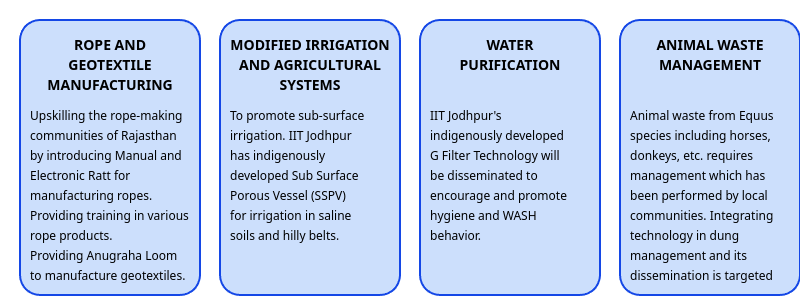 ROPE AND
GEOTEXTILE
MANUFACTURING
Upskilling the rope-making
communities of Rajasthan
by introducing Manual and
Electronic Ratt for
manufacturing ropes.
Providing training in various
rope products.
Providing Anugraha Loom
to manufacture geotextiles.
MODIFIED IRRIGATION
AND AGRICULTURAL
SYSTEMS
To promote sub-surface
irrigation. IIT Jodhpur
has indigenously
developed Sub Surface
Porous Vessel (SSPV)
for irrigation in saline
soils and hilly belts.
WATER
PURIFICATION
IIT Jodhpur's
indigenously developed
G Filter Technology will
be disseminated to
encourage and promote
hygiene and WASH
behavior.
ANIMAL WASTE
MANAGEMENT
Animal waste from Equus
species including horses,
donkeys, etc. requires
management which has
been performed by local
communities. Integrating
technology in dung
management and its
dissemination is targeted